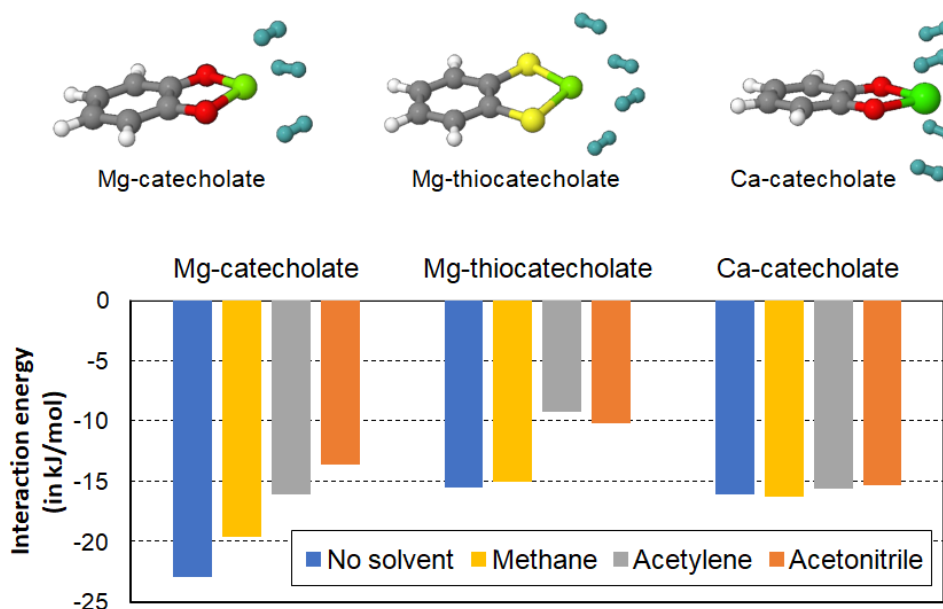 Mg-catecholate
Mg-thiocatecholate
Ca-catecholate
Mg-catecholate
Mg-thiocatecholate
Ca-catecholate
Interaction energy
(in kJ/mol)
0
-5
-10
-15
-20
-25
No solvent
Methane
Acetylene
Acetonitrile